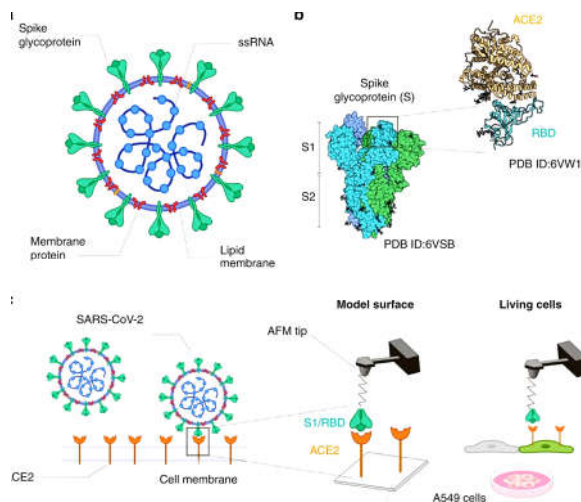 Spike
glycoprotein
ssRNA
Membrane
protein
Lipid
membrane
b
ACE2
Spike
glycoprotein (S)
RBD
S1
PDB ID:6VW1
S2
PDB ID:6VSB
c
SARS-CoV-2
Model surface
Living cells
AFM tip
S1/RBD
ACE2
CE2
Cell membrane
A549 cells